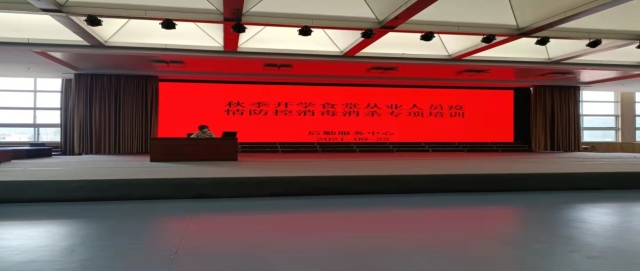 秋季开学食堂从业人员疫
情防控消毒消杀专项培训
后勤服务中心